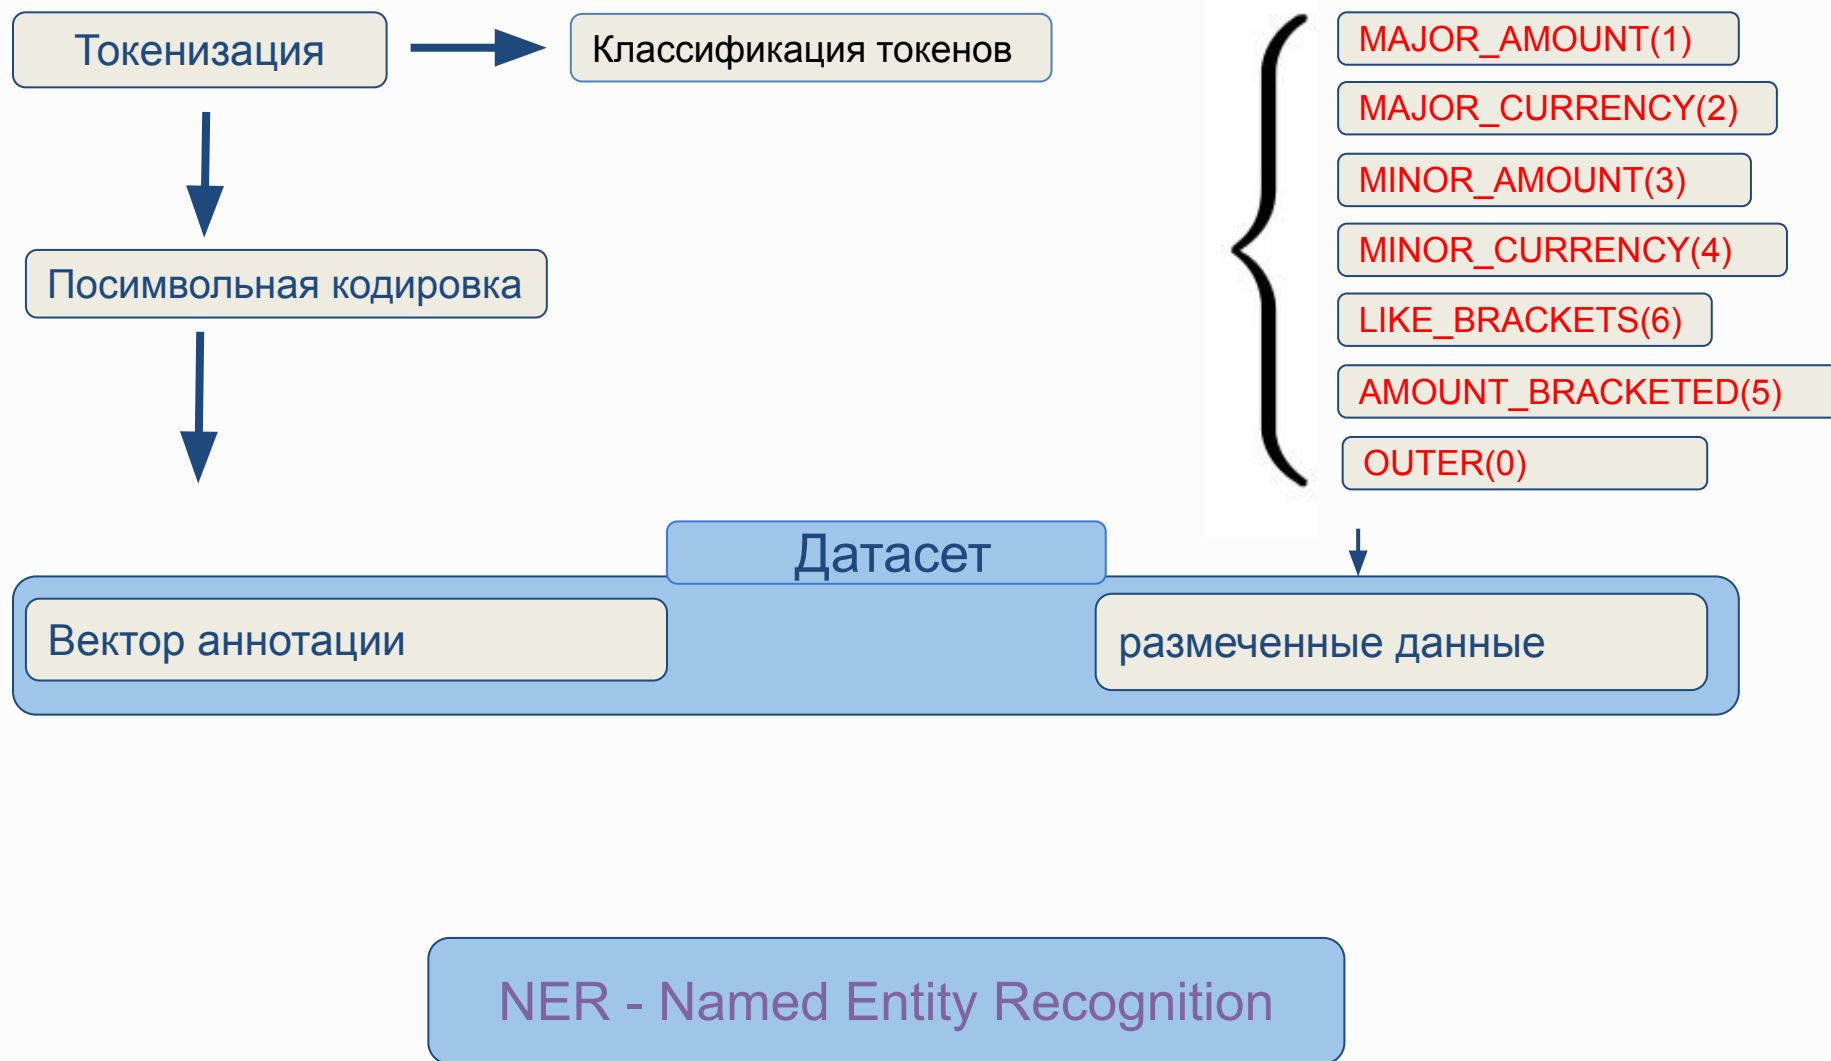 Токенизация
Классификация токенов
Посимвольная кодировка
MAJOR_AMOUNT(1)
MAJOR_CURRENCY(2)
MINOR_AMOUNT(3)
MINOR_CURRENCY(4)
LIKE_BRACKETS(6)
AMOUNT_BRACKETED(5)
OUTER(0)
Датасет
Вектор аннотации
размеченные данные
NER - Named Entity Recognition